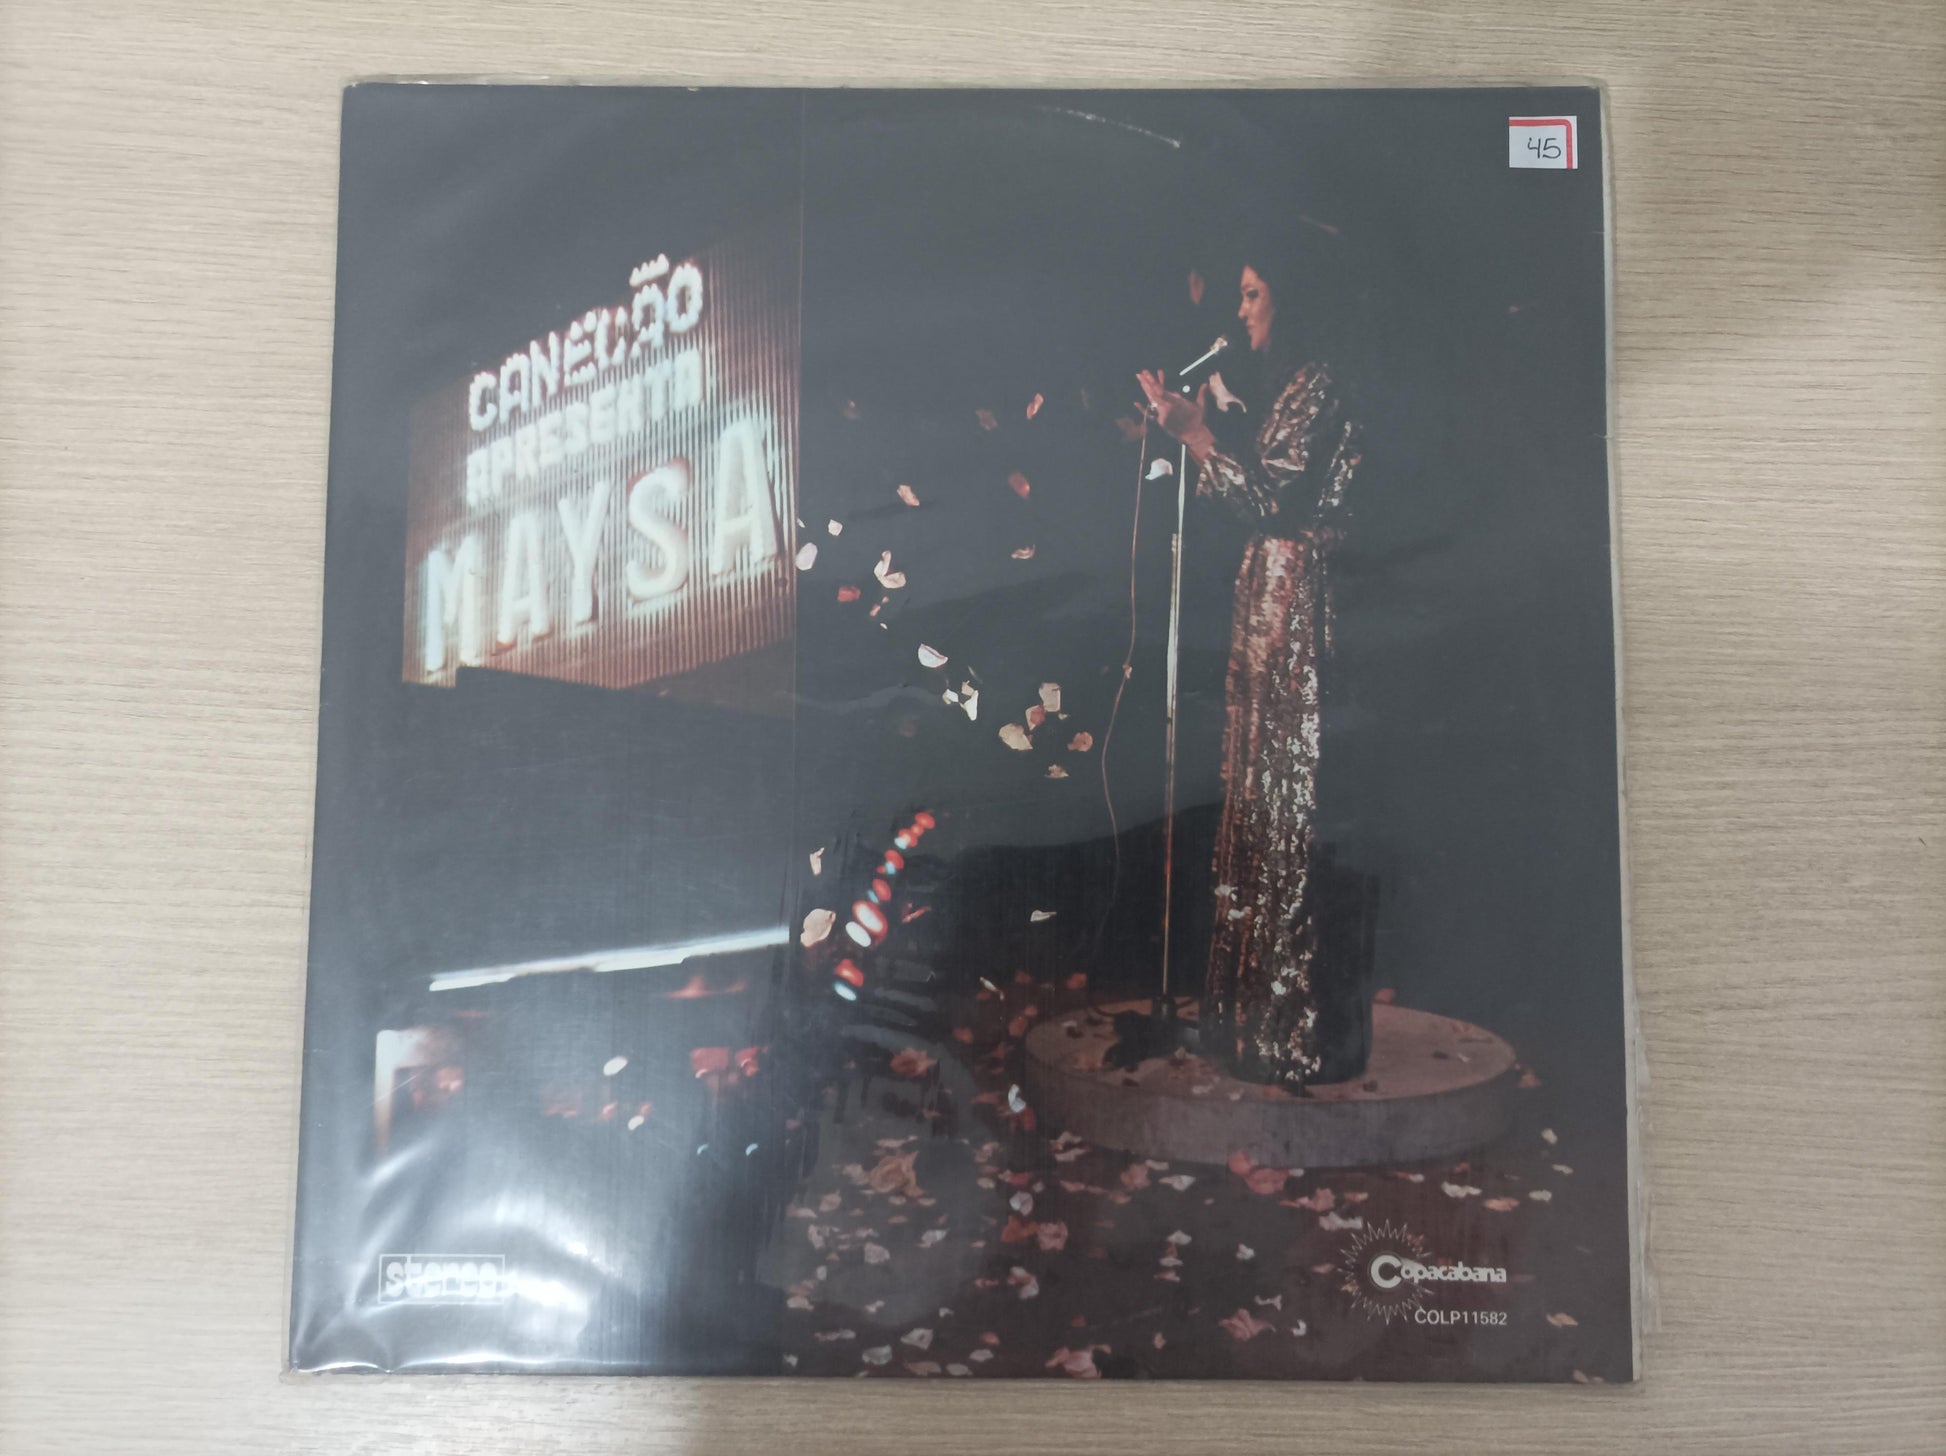 45
CANECÃO
APRESENTA
MAYSA
stereo
Copacabana
COLP11582